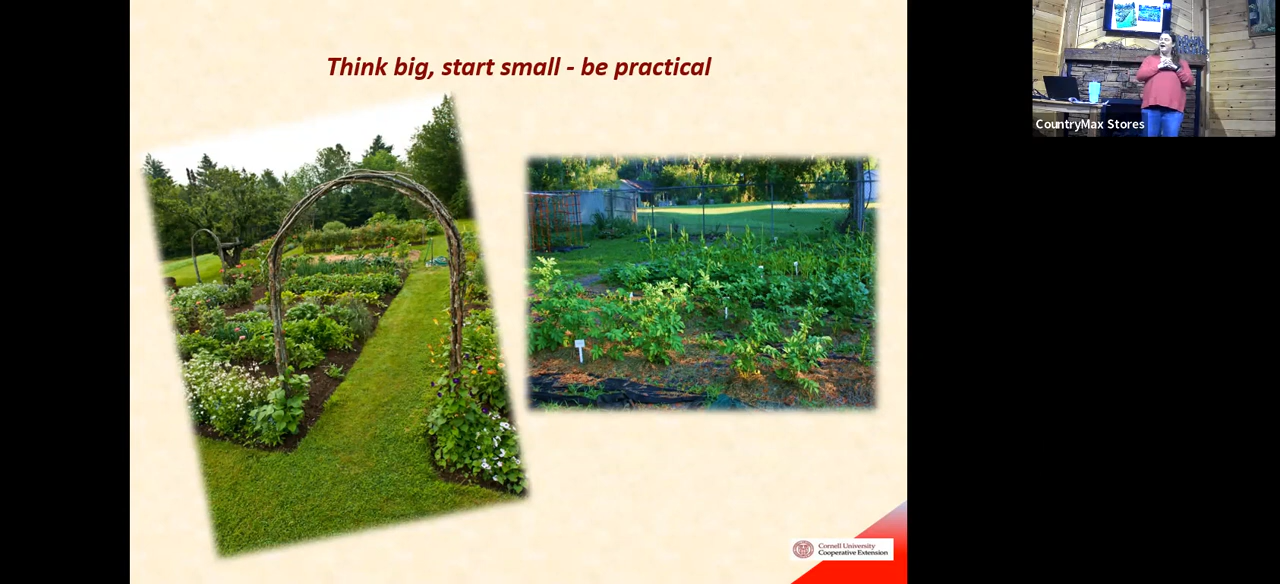 Think big, start small - be practical
CountryMax Stores
Cornell University
Cooperative Extension